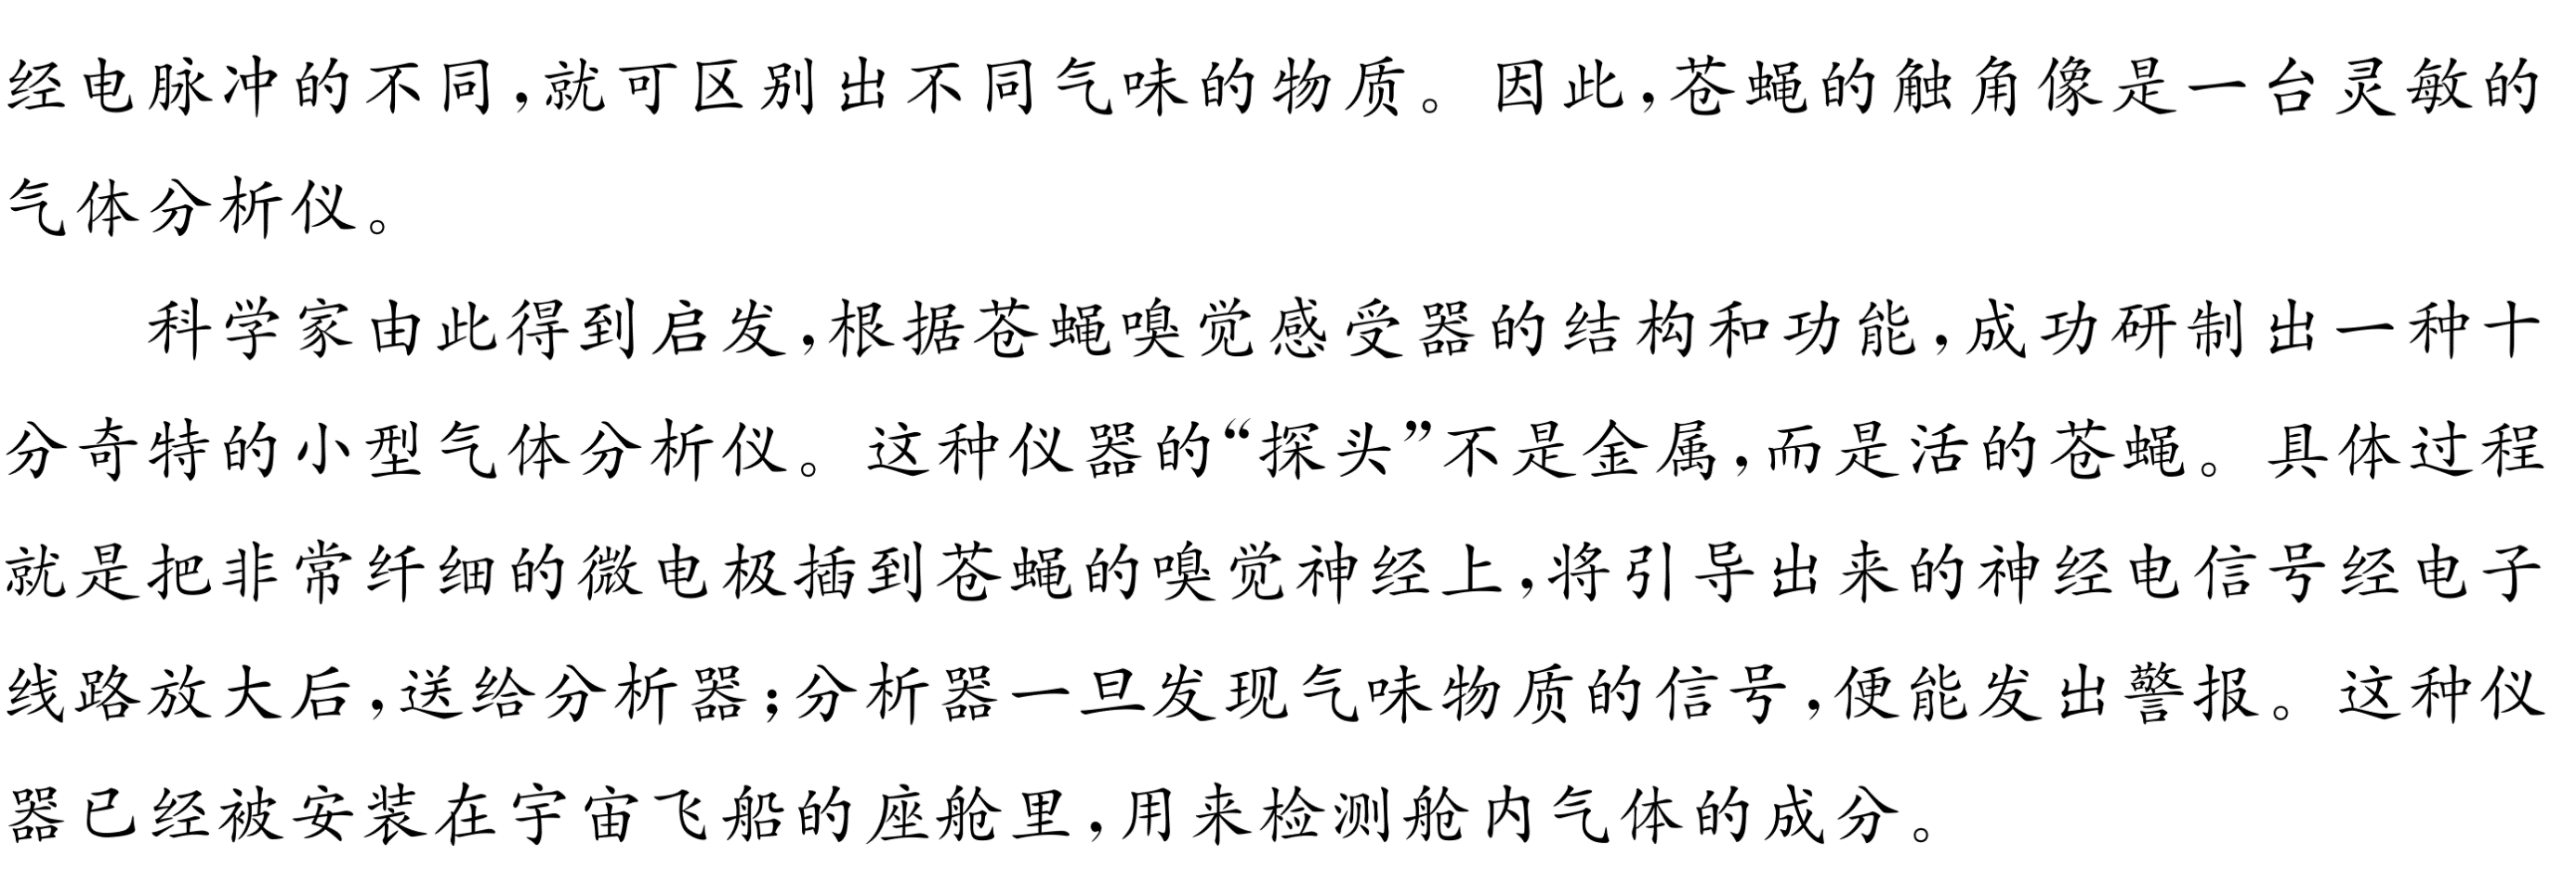 经电脉冲的不同，就可区别出不同气味的物质。因此，苍蝇的触角像是一台灵敏的
气体分析仪。
科学家由此得到启发，根据苍蝇嗅觉感受器的结构和功能，成功研制出一种十
分奇特的小型气体分析仪。这种仪器的“探头”不是金属，而是活的苍蝇。具体过程
就是把非常纤细的微电极插到苍蝇的嗅觉神经上，将引导出来的神经电信号经电子
线路放大后，送给分析器；分析器一旦发现气味物质的信号，便能发出警报。这种仪
器已经被安装在宇宙飞船的座舱里，用来检测舱内气体的成分。